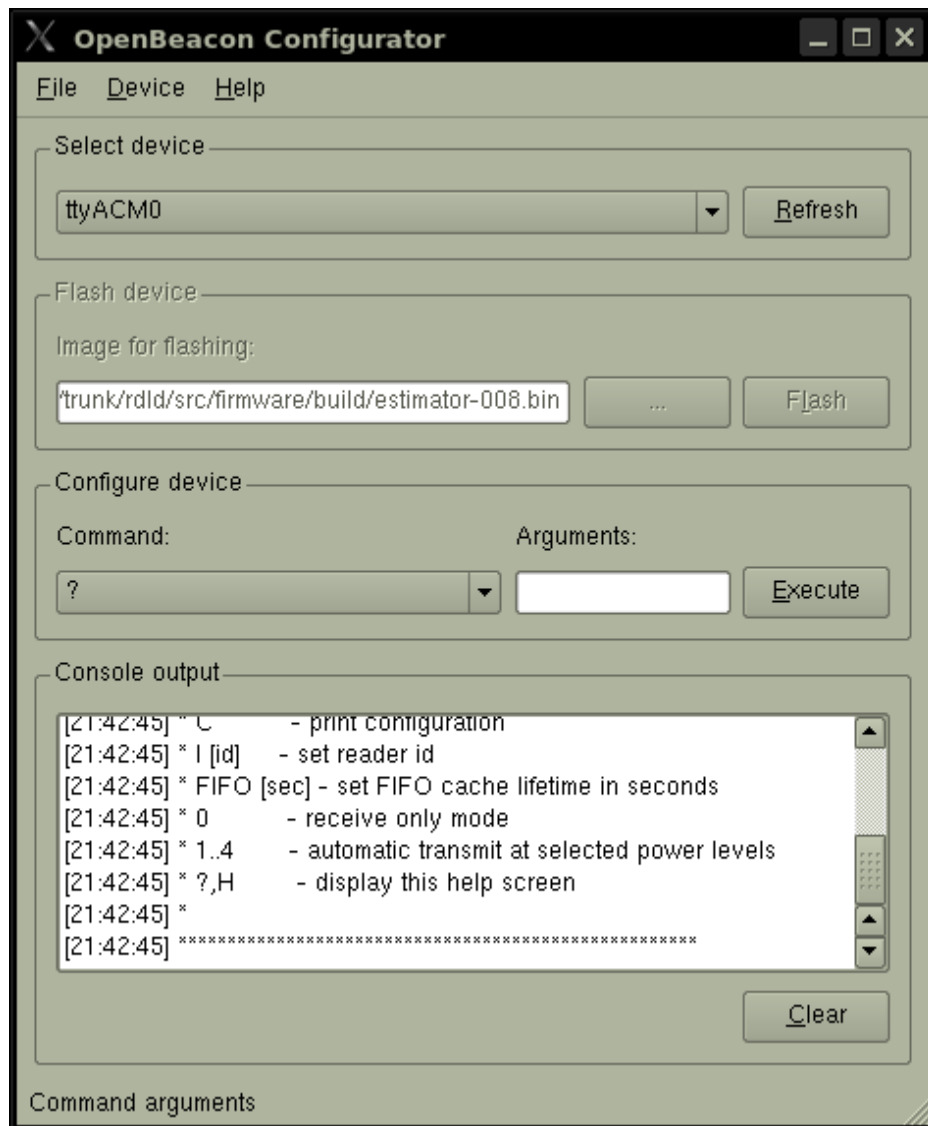 OpenBeacon Configurator
File Device Help
Select device
ttyACM0
Refresh
Flash device
Image for flashing:
/trunk/rdld/src/firmware/build/estimator-008.bin
...
Flash
Configure device
Command: Arguments:
?
Execute
Console output
[21:42:45] * C - print configuration
[21:42:45] * I [id] - set reader id
[21:42:45] * FIFO [sec] - set FIFO cache lifetime in seconds
[21:42:45] * 0 - receive only mode
[21:42:45] * 1..4 - automatic transmit at selected power levels
[21:42:45] * ?,H - display this help screen
[21:42:45] *
[21:42:45] *****************************************************
Clear
Command arguments